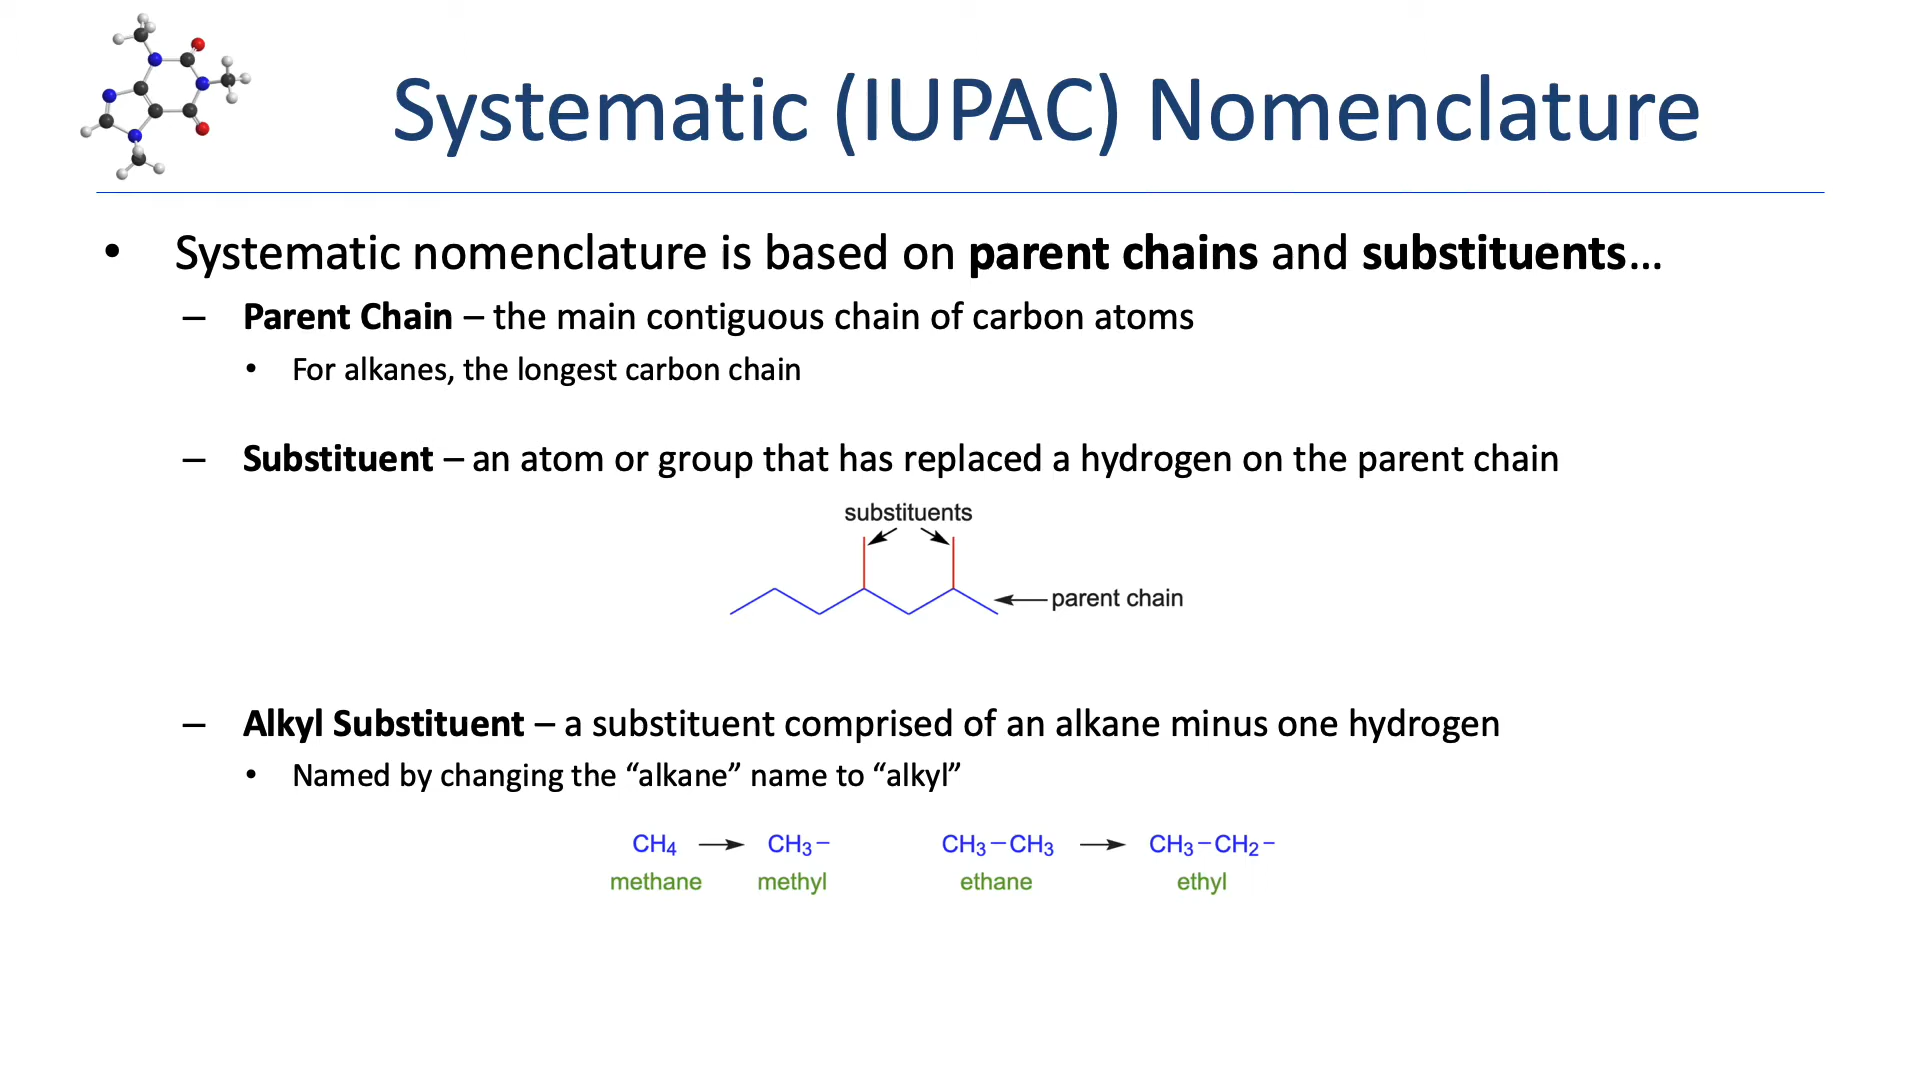 Systematic (IUPAC) Nomenclature
• Systematic nomenclature is based on parent chains and substituents…
– Parent Chain – the main contiguous chain of carbon atoms
• For alkanes, the longest carbon chain
– Substituent – an atom or group that has replaced a hydrogen on the parent chain
substituents
parent chain
– Alkyl Substituent – a substituent comprised of an alkane minus one hydrogen
• Named by changing the “alkane” name to “alkyl”
CH₄ → CH₃– CH₃–CH₃ → CH₃–CH₂–
methane methyl ethane ethyl